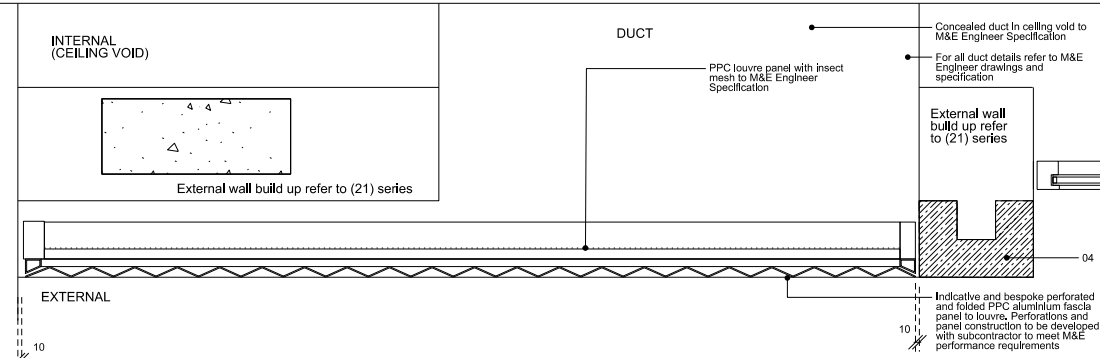 INTERNAL
(CEILING VOID)
DUCT
Concealed duct in ceiling void to
M&E Engineer Specification
For all duct details refer to M&E
Engineer drawings and
specification
PPC louvre panel with insect
mesh to M&E Engineer
Specification
External wall
build up refer
to (21) series
External wall build up refer to (21) series
04
EXTERNAL
Indicative and bespoke perforated
and folded PPC aluminium fascia
panel to louvre. Perforations and
panel construction to be developed
with subcontractor to meet M&E
performance requirements
10
10